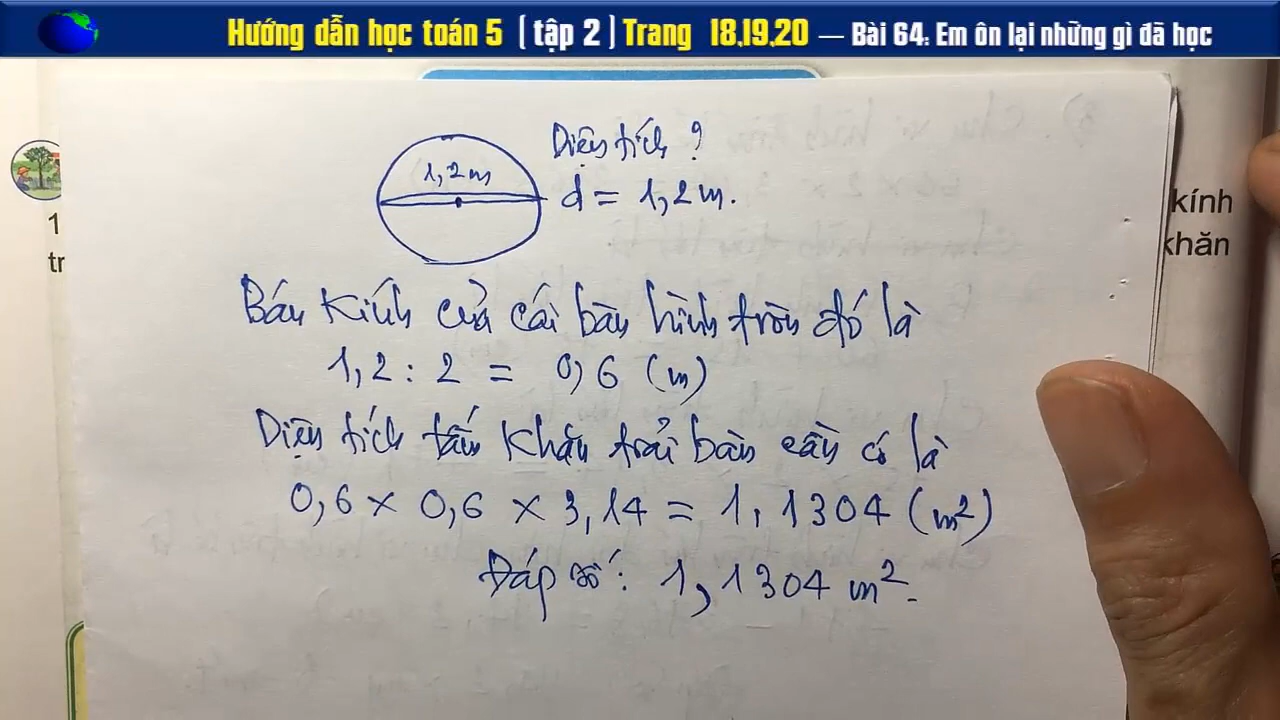 Hướng dẫn học toán 5 ( tập 2 ) Trang 18,19,20 — Bài 64: Em ôn lại những gì đã học
1,2m
Diện tích ?
d = 1,2m.
1
tr
kính
khăn
Bán kính của cái bàn hình tròn đó là
1,2 : 2 = 0,6 (m)
Diện tích tấm khăn trải bàn cần có là
0,6 x 0,6 x 3,14 = 1,1304 (m²)
Đáp số: 1,1304 m².